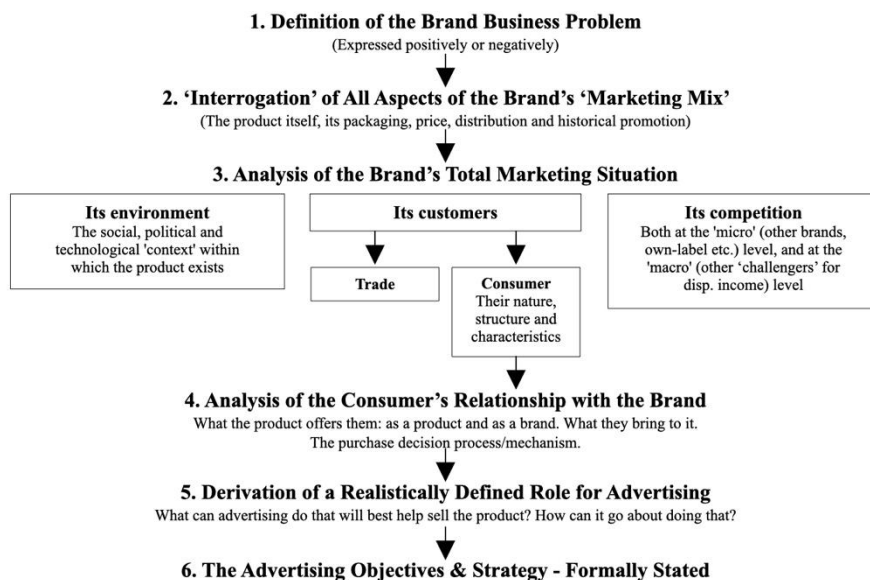 1. Definition of the Brand Business Problem
(Expressed positively or negatively)
2. ‘Interrogation’ of All Aspects of the Brand’s ‘Marketing Mix’
(The product itself, its packaging, price, distribution and historical promotion)
3. Analysis of the Brand’s Total Marketing Situation
Its environment
The social, political and
technological 'context' within
which the product exists
Its customers
Trade
Consumer
Their nature,
structure and
characteristics
Its competition
Both at the 'micro' (other brands,
own-label etc.) level, and at the
'macro' (other ‘challengers’ for
disp. income) level
4. Analysis of the Consumer’s Relationship with the Brand
What the product offers them: as a product and as a brand. What they bring to it.
The purchase decision process/mechanism.
5. Derivation of a Realistically Defined Role for Advertising
What can advertising do that will best help sell the product? How can it go about doing that?
6. The Advertising Objectives & Strategy - Formally Stated